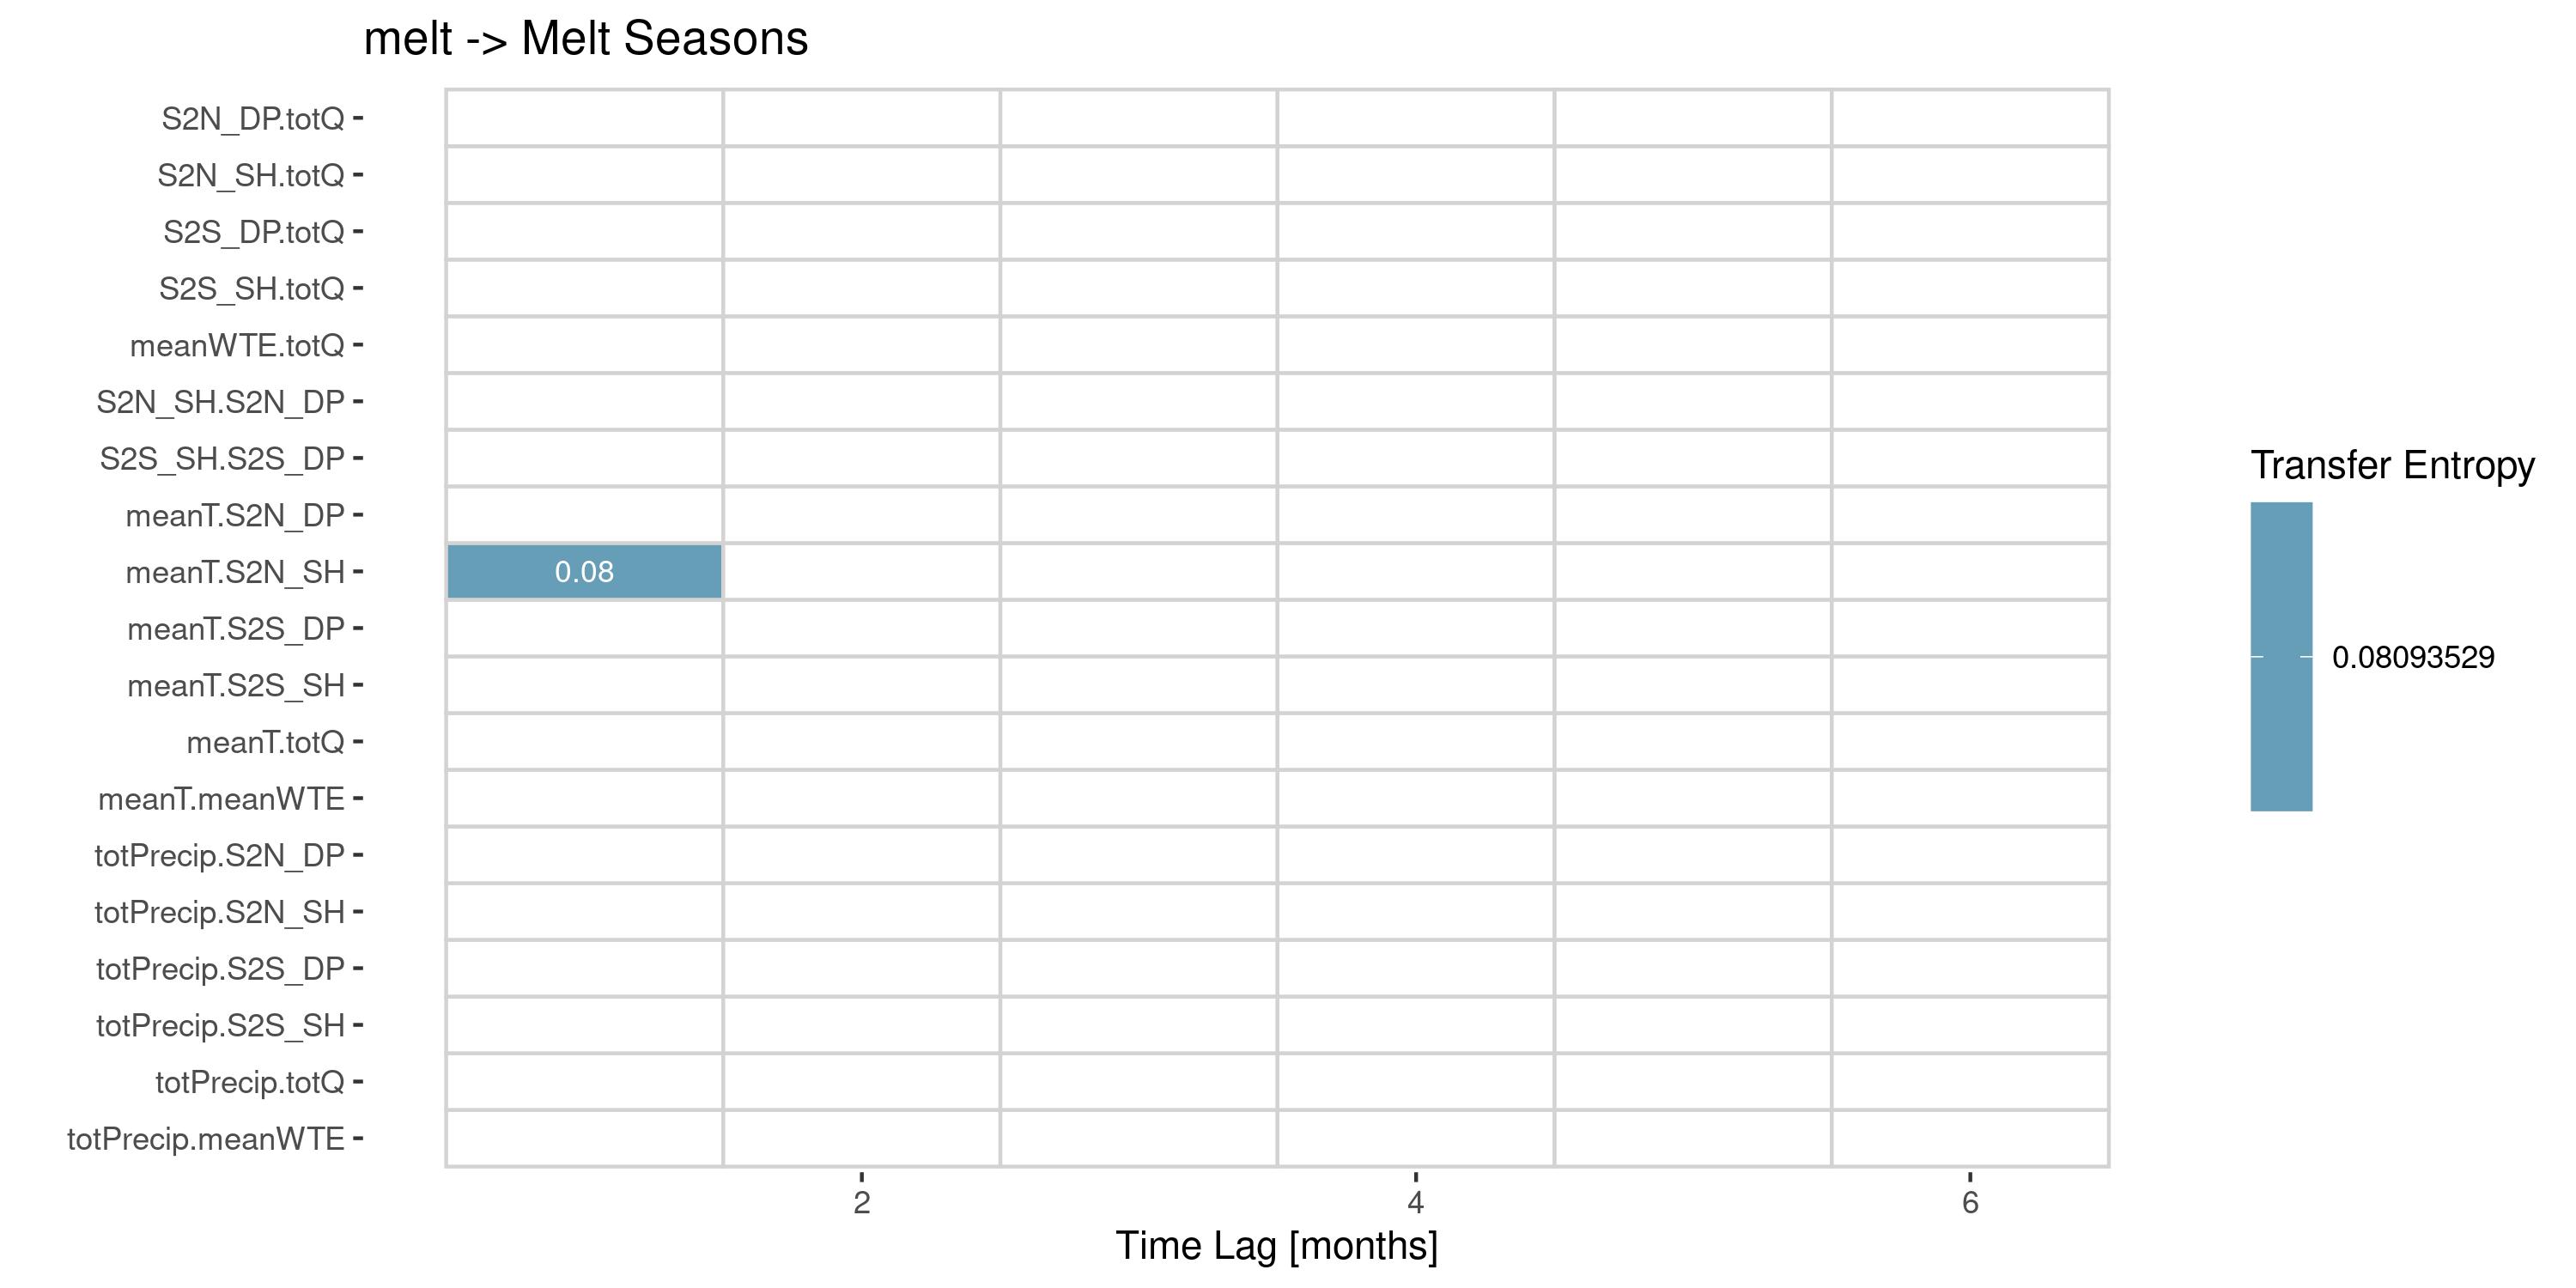 melt -> Melt Seasons
S2N_DP.totQ
S2N_SH.totQ
S2S_DP.totQ
S2S_SH.totQ
meanWTE.totQ
S2N_SH.S2N_DP
S2S_SH.S2S_DP
meanT.S2N_DP
meanT.S2N_SH
0.08
meanT.S2S_DP
meanT.S2S_SH
meanT.totQ
meanT.meanWTE
totPrecip.S2N_DP
totPrecip.S2N_SH
totPrecip.S2S_DP
totPrecip.S2S_SH
totPrecip.totQ
totPrecip.meanWTE
2 4 6
Time Lag [months]
Transfer Entropy
0.08093529